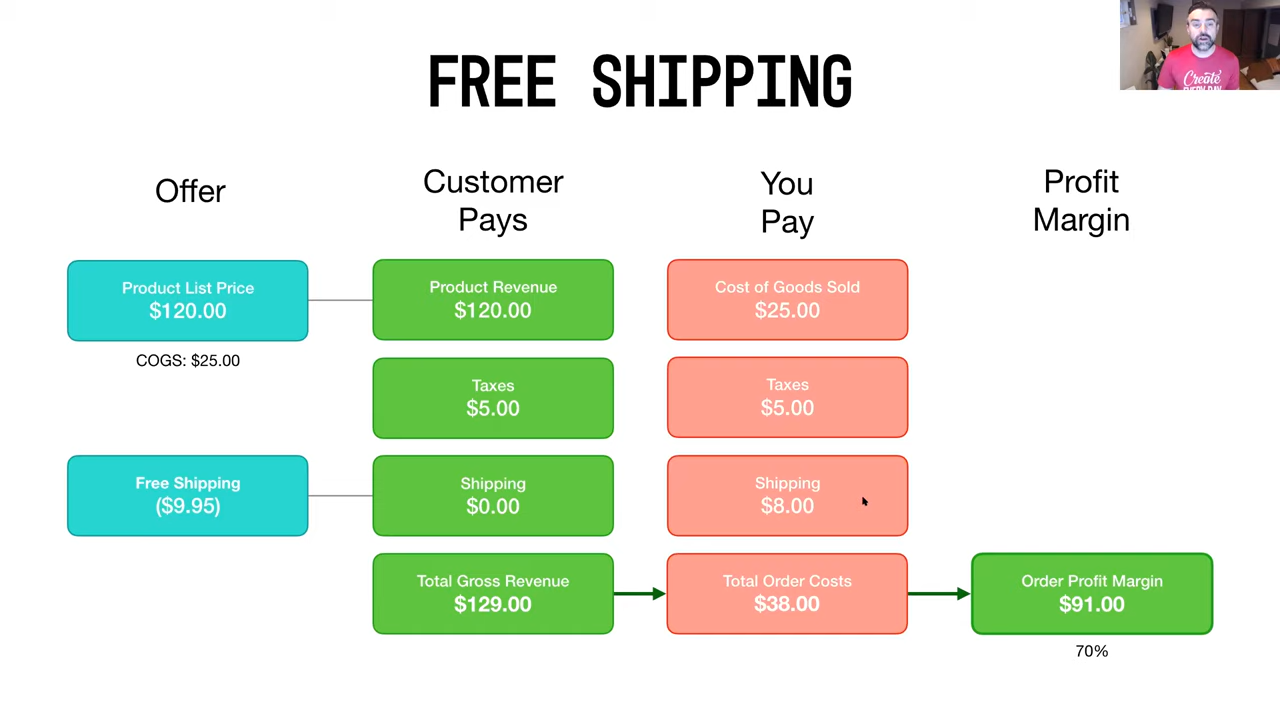 FREE SHIPPING
Create
EVERY DAY
Offer
Customer
Pays
You
Pay
Profit
Margin
Product List Price
$120.00
COGS: $25.00
Product Revenue
$120.00
Cost of Goods Sold
$25.00
Taxes
$5.00
Taxes
$5.00
Free Shipping
($9.95)
Shipping
$0.00
Shipping
$8.00
Total Gross Revenue
$129.00
Total Order Costs
$38.00
Order Profit Margin
$91.00
70%